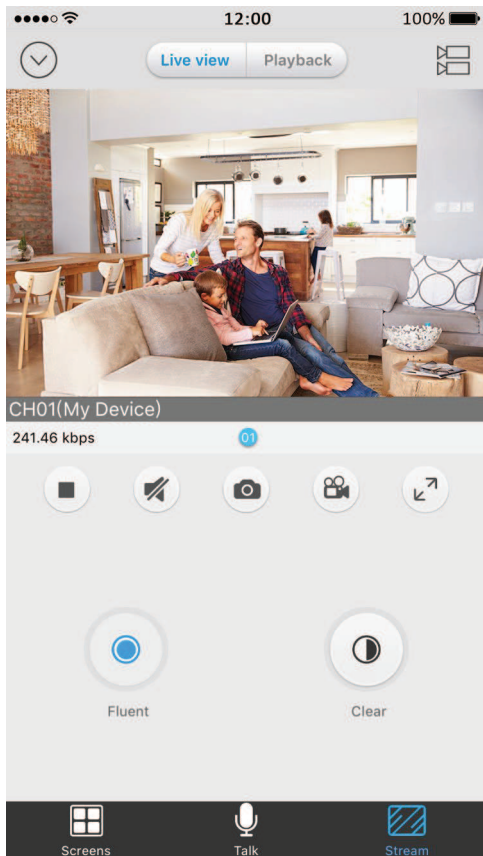 12:00 100%
Live view Playback
CH01(My Device)
241.46 kbps 01
Fluent Clear
Screens Talk Stream